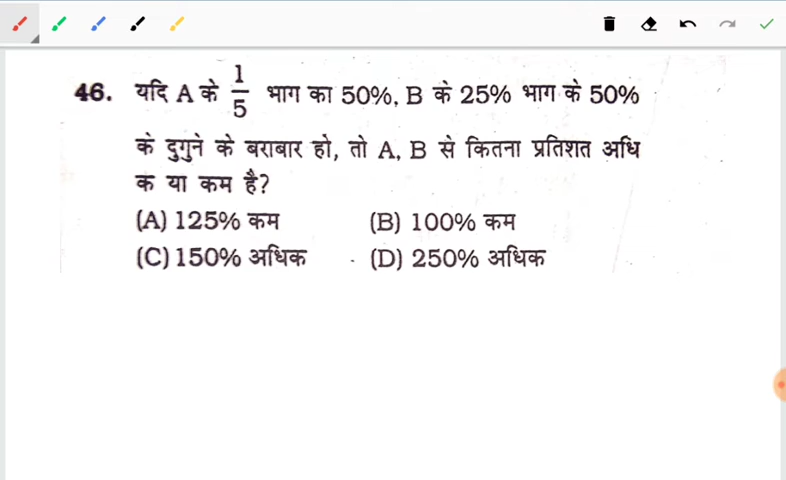 46. यदि A के 1/5 भाग का 50%, B के 25% भाग के 50%
के दुगुने के बराबार हो, तो A, B से कितना प्रतिशत अधि
क या कम है?
(A) 125% कम (B) 100% कम
(C) 150% अधिक (D) 250% अधिक